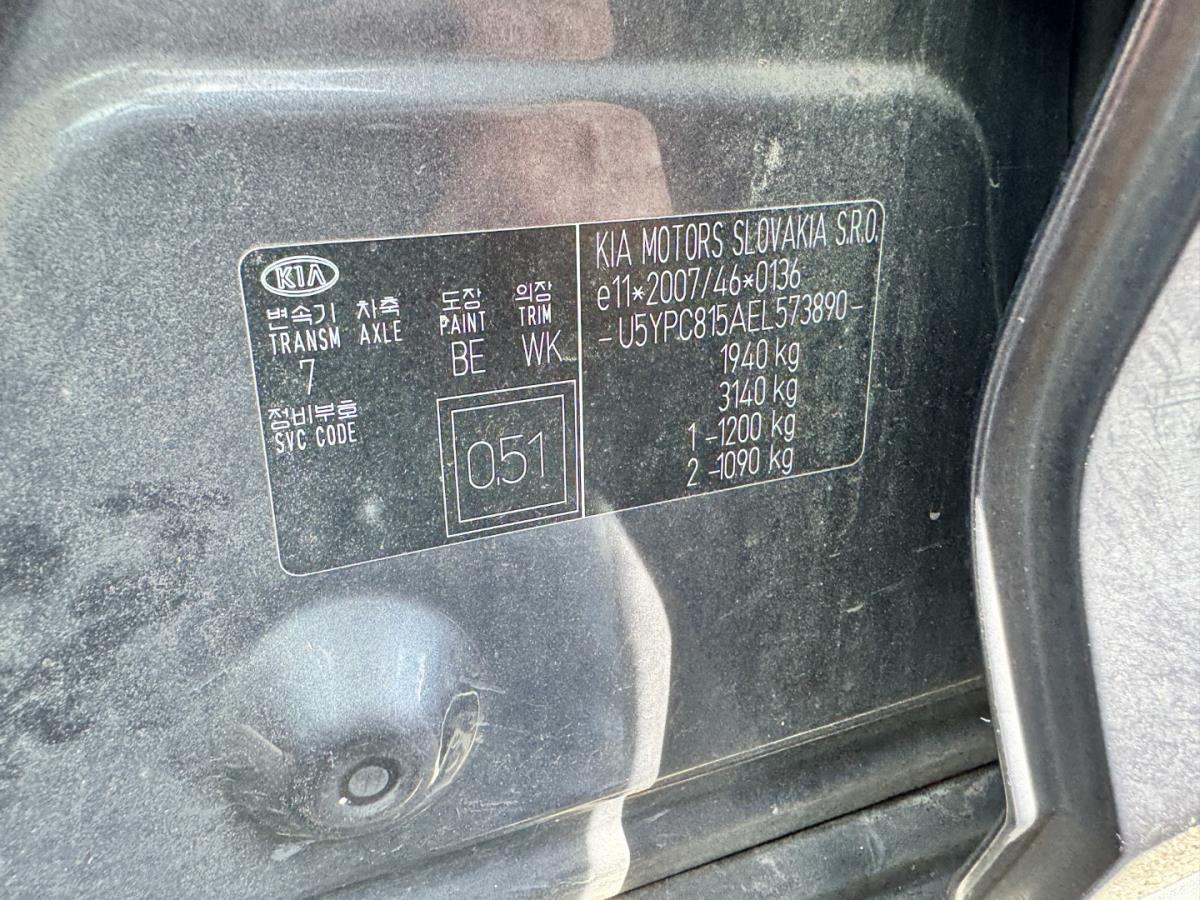 KIA
변속기 차축 도장 의장
TRANSM AXLE PAINT TRIM
7 BE WK
정비부호
SVC CODE
0.51
KIA MOTORS SLOVAKIA S.R.O.
e11*2007/46*0136
-U5YPC815AEL573890-
1940 kg
3140 kg
1 -1200 kg
2 -1090 kg